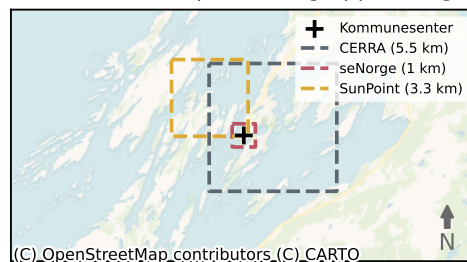 Kommunesenter
CERRA (5.5 km)
seNorge (1 km)
SunPoint (3.3 km)
N
(C) OpenStreetMap contributors (C) CARTO